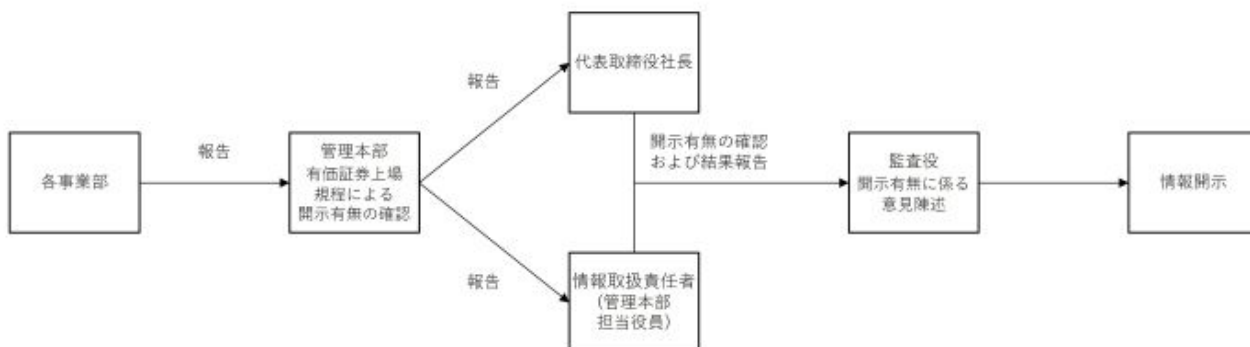 各事業部
報告
管理本部
有価証券上場
規程による
開示有無の確認
報告
報告
代表取締役社長
情報取扱責任者
(管理本部
担当役員)
開示有無の確認
および結果報告
監査役
開示有無に係る
意見陳述
情報開示